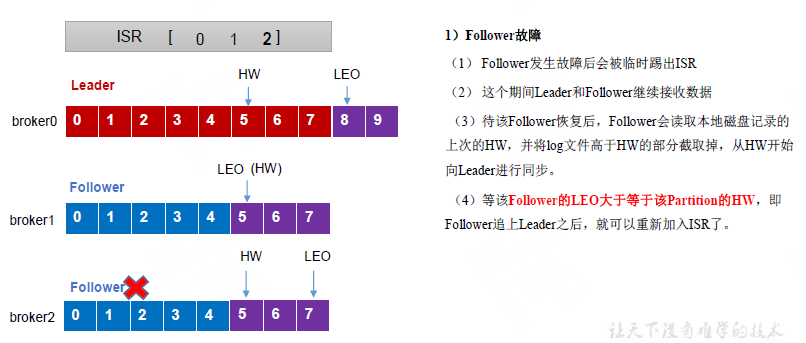 ISR [ 0 1 2 ]
Leader
HW
LEO
broker0
0 1 2 3 4 5 6 7 8 9
Follower
LEO (HW)
broker1
0 1 2 3 4 5 6 7
Follower
HW
LEO
broker2
0 1 2 3 4 5 6 7
1）Follower故障
（1） Follower发生故障后会被临时踢出ISR
（2） 这个期间Leader和Follower继续接收数据
（3）待该Follower恢复后，Follower会读取本地磁盘记录的
上次的HW，并将log文件高于HW的部分截取掉，从HW开始
向Leader进行同步。
（4）等该Follower的LEO大于等于该Partition的HW，即
Follower追上Leader之后，就可以重新加入ISR了。
让天下没有难学的技术